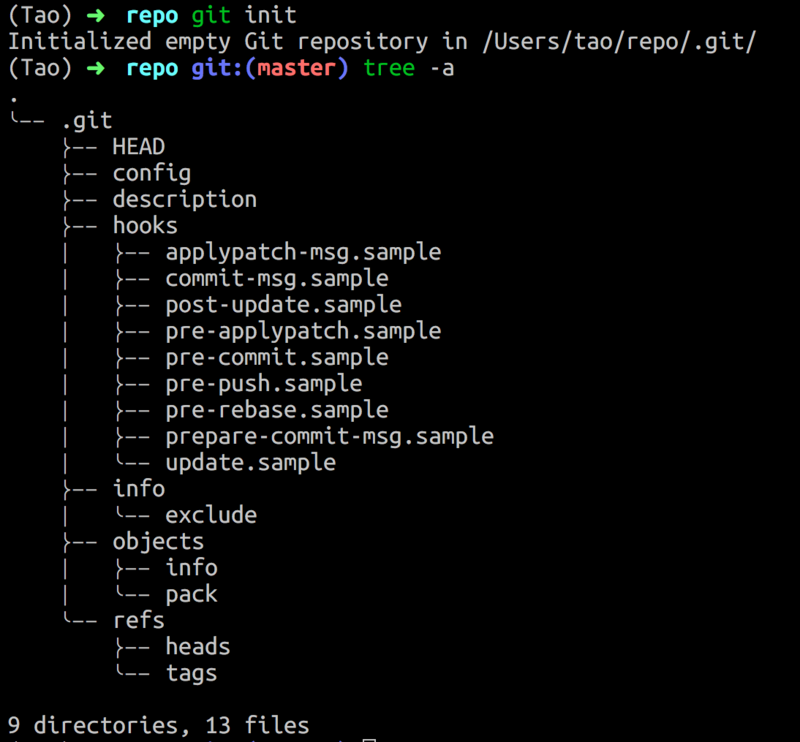 (Tao) ➜  repo git init
Initialized empty Git repository in /Users/tao/repo/.git/
(Tao) ➜  repo git:(master) tree -a
.
└── .git
    ├── HEAD
    ├── config
    ├── description
    ├── hooks
    │   ├── applypatch-msg.sample
    │   ├── commit-msg.sample
    │   ├── post-update.sample
    │   ├── pre-applypatch.sample
    │   ├── pre-commit.sample
    │   ├── pre-push.sample
    │   ├── pre-rebase.sample
    │   ├── prepare-commit-msg.sample
    │   └── update.sample
    ├── info
    │   └── exclude
    ├── objects
    │   ├── info
    │   └── pack
    └── refs
        ├── heads
        └── tags

9 directories, 13 files